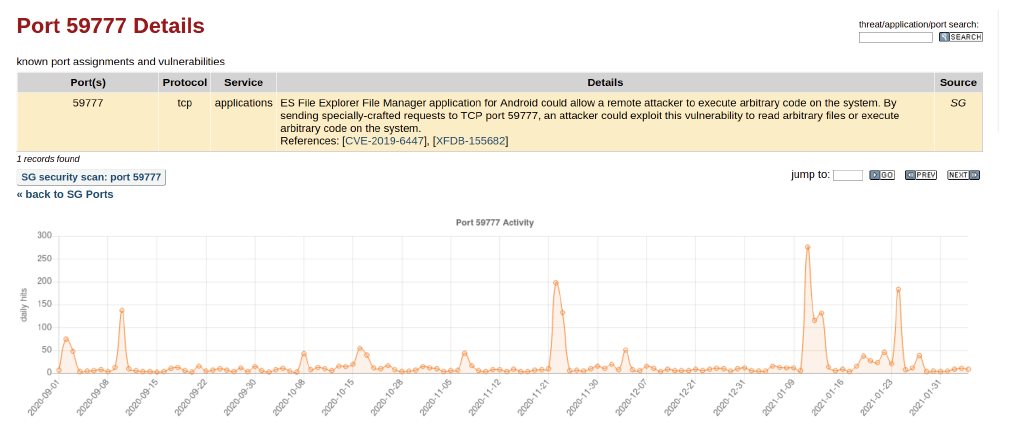 Port 59777 Details
threat/application/port search:
SEARCH
known port assignments and vulnerabilities
Port(s) Protocol Service Details Source
59777 tcp applications ES File Explorer File Manager application for Android could allow a remote attacker to execute arbitrary code on the system. By SG
sending specially-crafted requests to TCP port 59777, an attacker could exploit this vulnerability to read arbitrary files or execute
arbitrary code on the system.
References: [CVE-2019-6447], [XFDB-155682]
1 records found
SG security scan: port 59777
jump to: GO PREV NEXT
« back to SG Ports
Port 59777 Activity
300
250
200
150
100
50
0
daily hits
2020-09-01 2020-09-08 2020-09-15 2020-09-22 2020-09-30 2020-10-08 2020-10-15 2020-10-28 2020-11-05 2020-11-12 2020-11-21 2020-11-30 2020-12-07 2020-12-20 2020-12-31 2021-01-09 2021-01-16 2021-01-23 2021-01-31